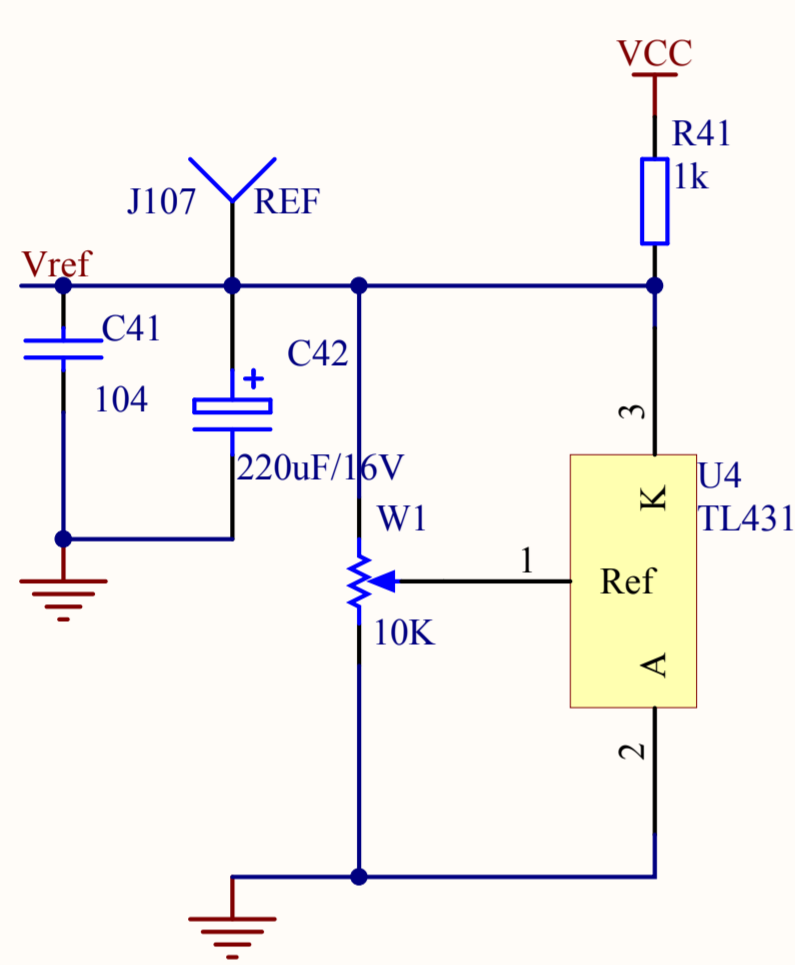 VCC
R41
1k
J107 REF
Vref
C41
C42
104
+
3
220uF/16V
K
U4
TL431
W1
1
Ref
10K
A
2